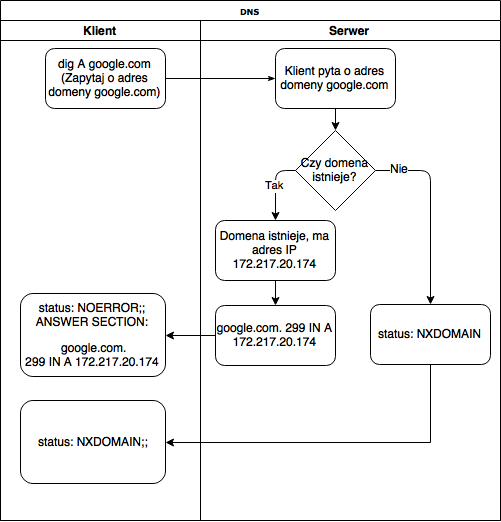 DNS
Klient
Serwer
dig A google.com
(Zapytaj o adres
domeny google.com)
Klient pyta o adres
domeny google.com
Czy domena
istnieje?
Tak
Nie
Domena istnieje, ma
adres IP
172.217.20.174
status: NOERROR;;
ANSWER SECTION:
google.com.
299 IN A 172.217.20.174
google.com. 299 IN A
172.217.20.174
status: NXDOMAIN
status: NXDOMAIN;;